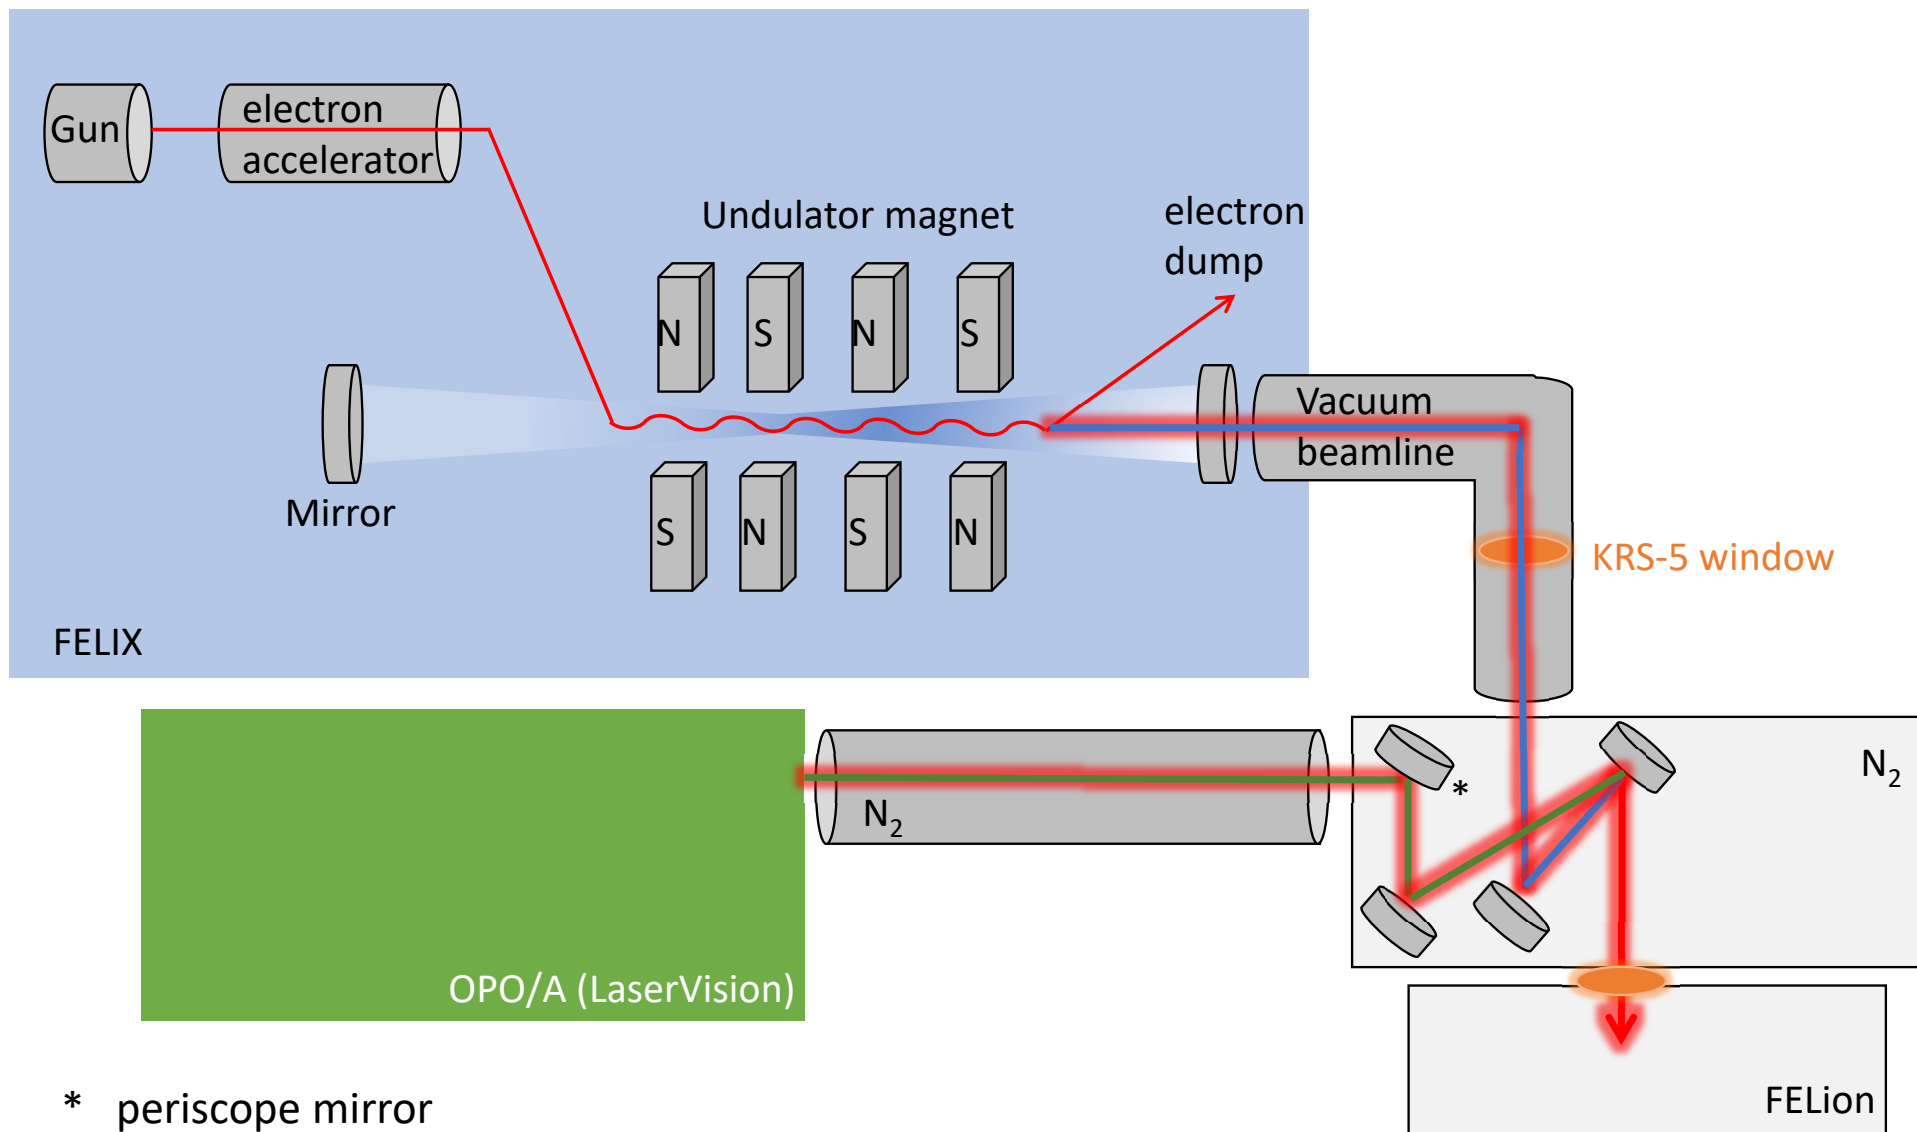 Gun
electron
accelerator
Undulator magnet
electron
dump
N S N S
Mirror
Vacuum
beamline
S N S N
KRS-5 window
FELIX
N₂
N₂
*
OPO/A (LaserVision)
FELion
* periscope mirror